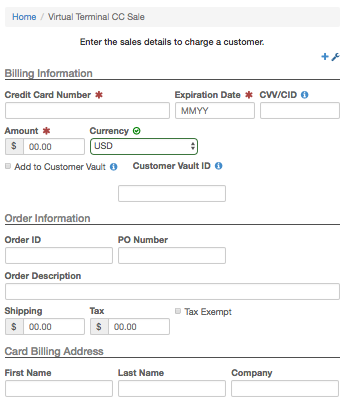 Home / Virtual Terminal CC Sale
Enter the sales details to charge a customer.
Billing Information
Credit Card Number * Expiration Date * CVV/CID
MMYY
Amount * Currency
$ 00.00 USD
Add to Customer Vault Customer Vault ID
Order Information
Order ID PO Number
Order Description
Shipping Tax Tax Exempt
$ 00.00 $ 00.00
Card Billing Address
First Name Last Name Company